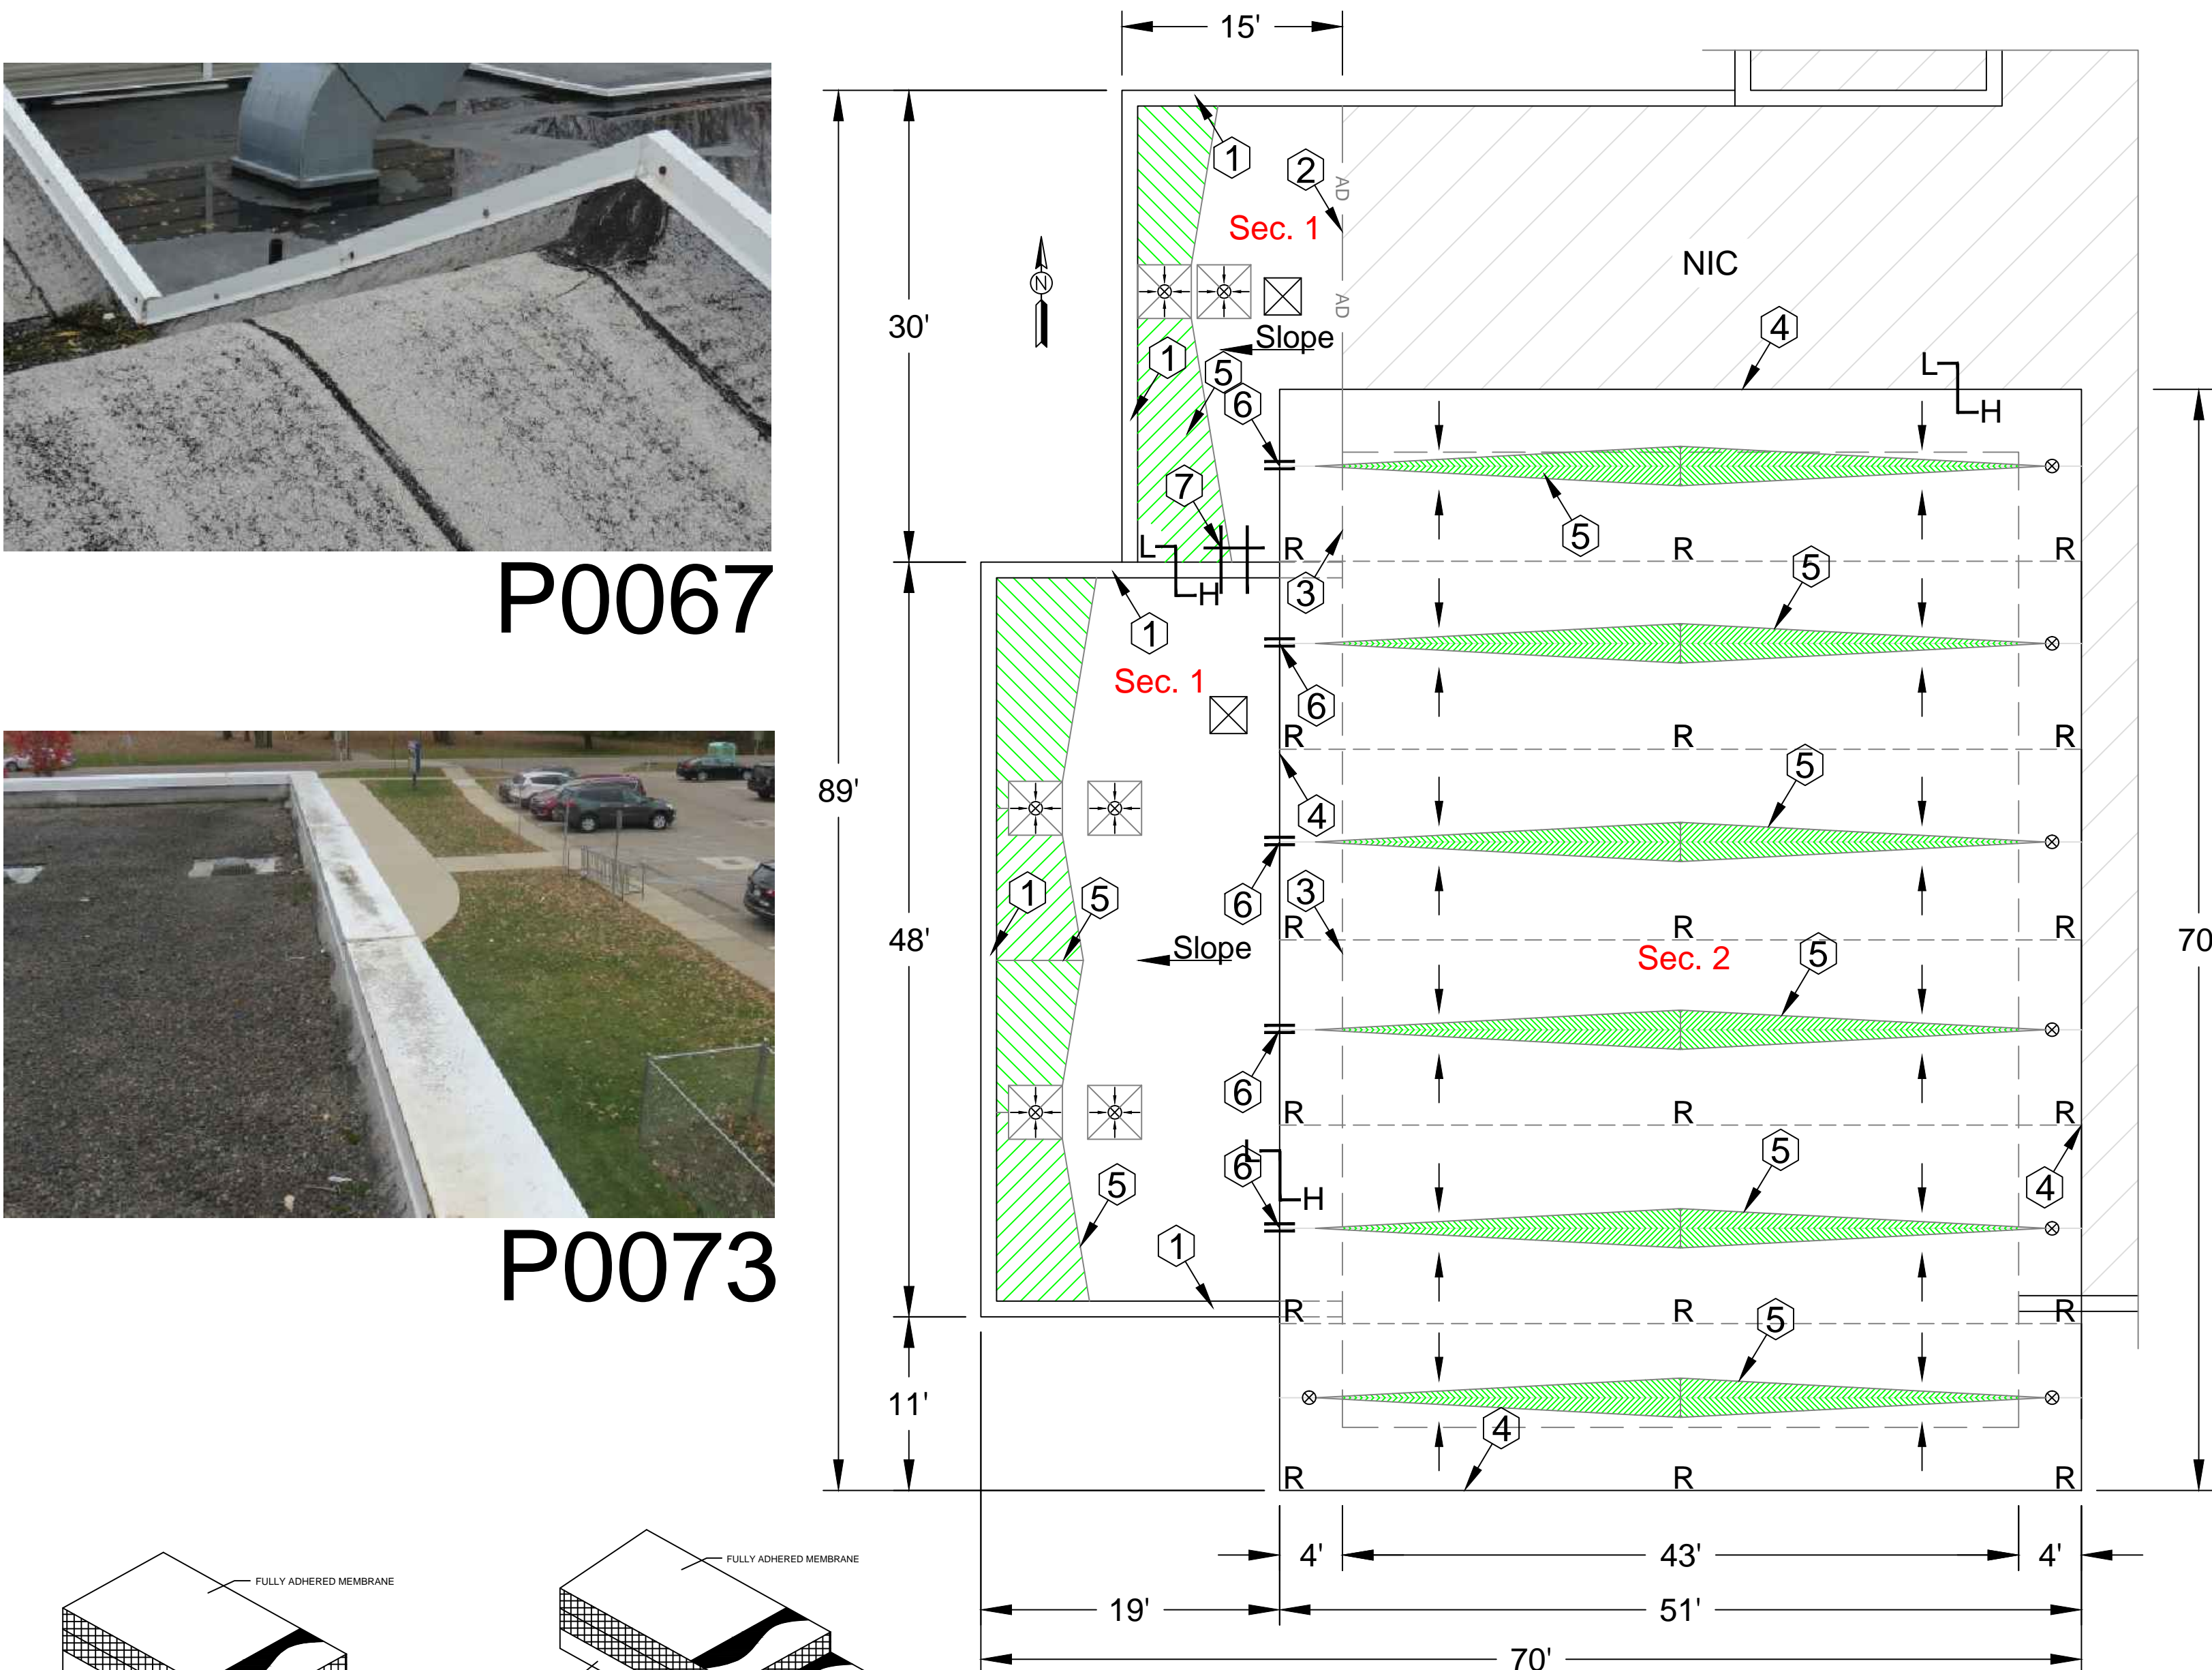 15'
P0067
P0073
30'
89'
48'
11'
N
1
2
AD
Sec. 1
AD
NIC
Slope
1
5
6
4
L
H
7
L
H
R
R
R
5
3
5
1
Sec. 1
6
R
R
R
5
4
6
3
R
R
R
1
5
Slope
Sec. 2
5
70
6
R
R
R
L
6
H
5
5
4
1
R
R
R
5
4
R
R
R
4'
43'
4'
19'
51'
70'
FULLY ADHERED MEMBRANE
FULLY ADHERED MEMBRANE